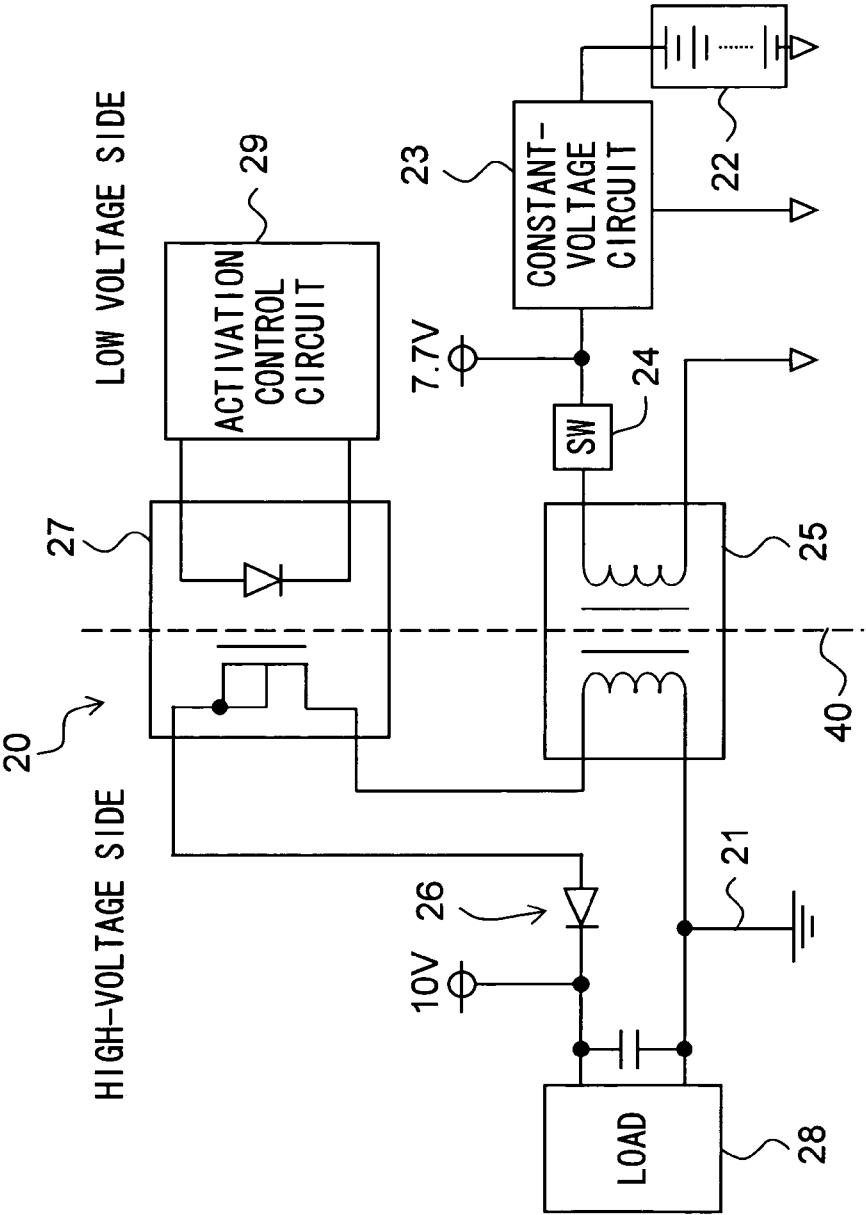 HIGH-VOLTAGE SIDE
LOW VOLTAGE SIDE
20
27
29
ACTIVATION
CONTROL
CIRCUIT
10V
26
7.7V
23
CONSTANT-
VOLTAGE
CIRCUIT
SW
24
LOAD
21
22
28
40
25